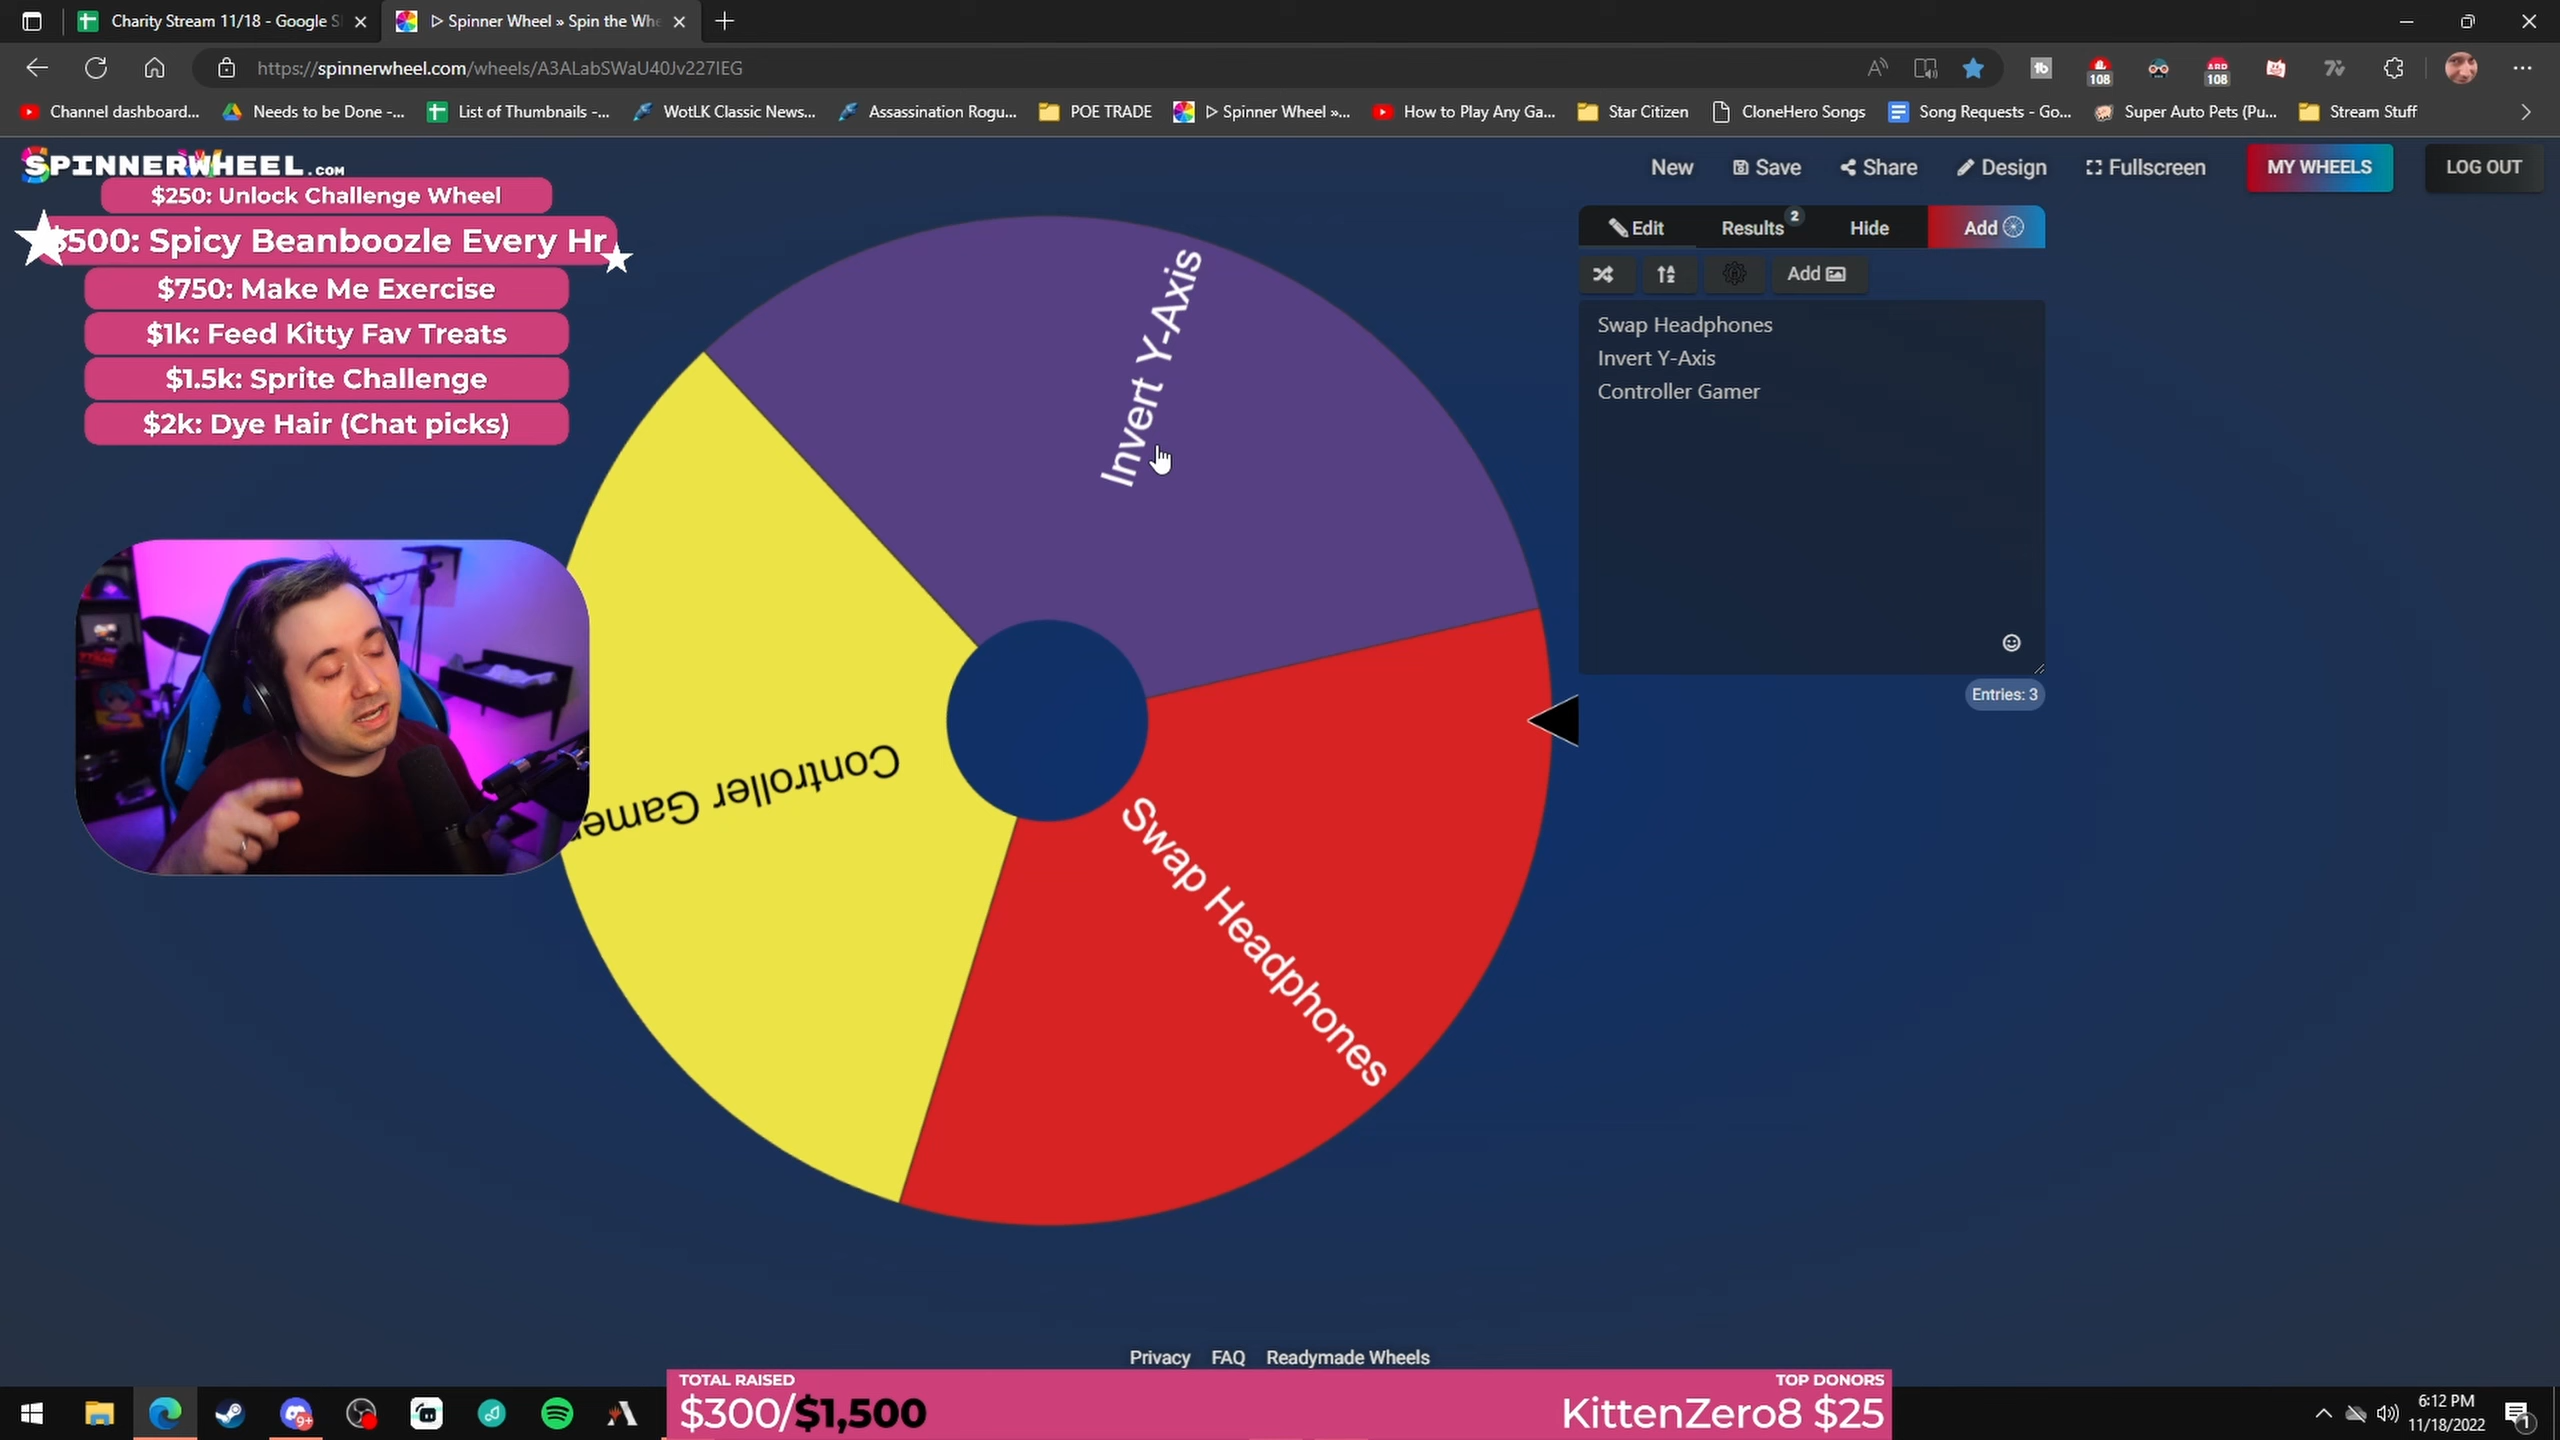 Charity Stream 11/18 - Google S
▷ Spinner Wheel » Spin the Whe
https://spinnerwheel.com/wheels/A3ALabSWaU40Jv227IEG
108
ABD
108
Channel dashboard...
Needs to be Done -...
List of Thumbnails -...
WotLK Classic News...
Assassination Rogu...
POE TRADE
▷ Spinner Wheel »...
How to Play Any Ga...
Star Citizen
CloneHero Songs
Song Requests - Go...
Super Auto Pets (Pu...
Stream Stuff
SPINNERWHEEL.COM
New
Save
Share
Design
Fullscreen
MY WHEELS
LOG OUT
$250: Unlock Challenge Wheel
$500: Spicy Beanboozle Every Hr
$750: Make Me Exercise
$1k: Feed Kitty Fav Treats
$1.5k: Sprite Challenge
$2k: Dye Hair (Chat picks)
Edit
Results 2
Hide
Add
Add
Swap Headphones
Invert Y-Axis
Controller Gamer
Entries: 3
Invert Y-Axis
Controller Gamer
Swap Headphones
Privacy
FAQ
Readymade Wheels
TOTAL RAISED
$300/$1,500
TOP DONORS
KittenZero8 $25
9+
6:12 PM
11/18/2022
1